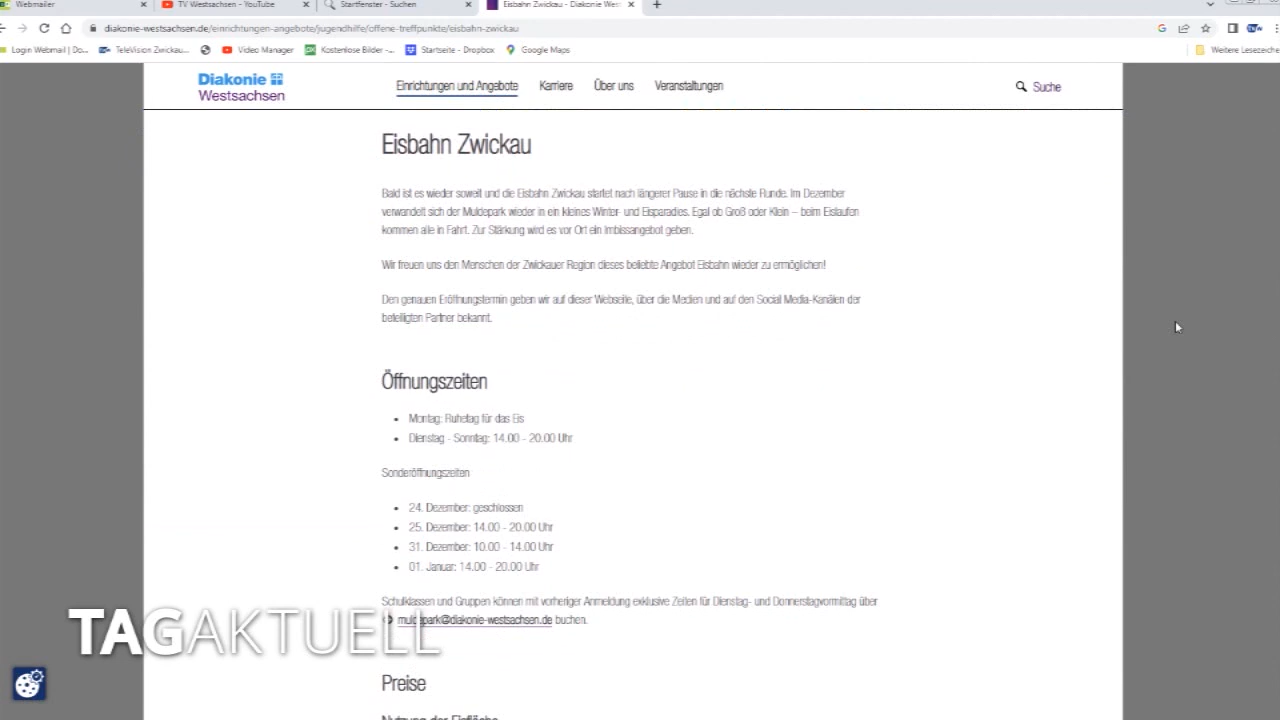 Webmailer
TV Westsachsen - YouTube
Startfenster - Suchen
Eisbahn Zwickau - Diakonie Wes
diakonie-westsachsen.de/einrichtungen-angebote/jugendhilfe/offene-treffpunkte/eisbahn-zwickau
Login Webmail | Do...
TeleVision Zwickau...
Video Manager
Kostenlose Bilder -...
Startseite - Dropbox
Google Maps
Weitere Lesezeiche
Diakonie
Westsachsen
Einrichtungen und Angebote
Karriere
Über uns
Veranstaltungen
Suche
Eisbahn Zwickau
Bald ist es wieder soweit und die Eisbahn Zwickau startet nach längerer Pause in die nächste Runde. Im Dezember
verwandelt sich der Muldepark wieder in ein kleines Winter- und Eisparadies. Egal ob Groß oder Klein – beim Eislaufen
kommen alle in Fahrt. Zur Stärkung wird es vor Ort ein Imbissangebot geben.
Wir freuen uns den Menschen der Zwickauer Region dieses beliebte Angebot Eisbahn wieder zu ermöglichen!
Den genauen Eröffnungstermin geben wir auf dieser Webseite, über die Medien und auf den Social Media-Kanälen der
beteiligten Partner bekannt.
Öffnungszeiten
• Montag: Ruhetag für das Eis
• Dienstag - Sonntag: 14.00 - 20.00 Uhr
Sonderöffnungszeiten
• 24. Dezember: geschlossen
• 25. Dezember: 14.00 - 20.00 Uhr
• 31. Dezember: 10.00 - 14.00 Uhr
• 01. Januar: 14.00 - 20.00 Uhr
Schulklassen und Gruppen können mit vorheriger Anmeldung exklusive Zeiten für Dienstag- und Donnerstagvormittag über
muldepark@diakonie-westsachsen.de buchen.
TAGAKTUELL
Preise
Nutzung der Eisfläche